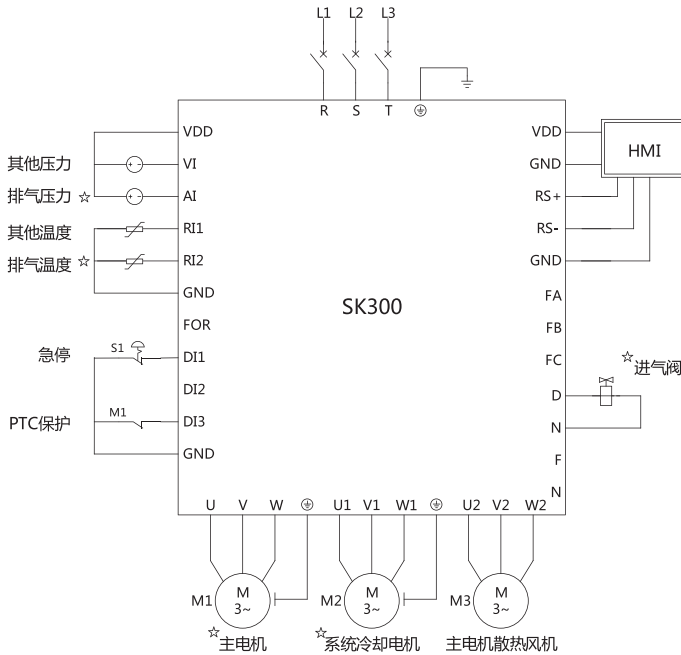 L1 L2 L3
R S T
VDD
其他压力 VI
排气压力 ☆ AI
其他温度 RI1
排气温度 ☆ RI2
GND
FOR
急停 S1 DI1
DI2
PTC保护 M1 DI3
GND
SK300
VDD
GND
RS+
RS-
GND
HMI
FA
FB
FC
☆进气阀
D
N
F
N
U V W U1 V1 W1 U2 V2 W2
M1 M 3~ M2 M 3~ M3 M 3~
☆主电机 ☆系统冷却电机 主电机散热风机